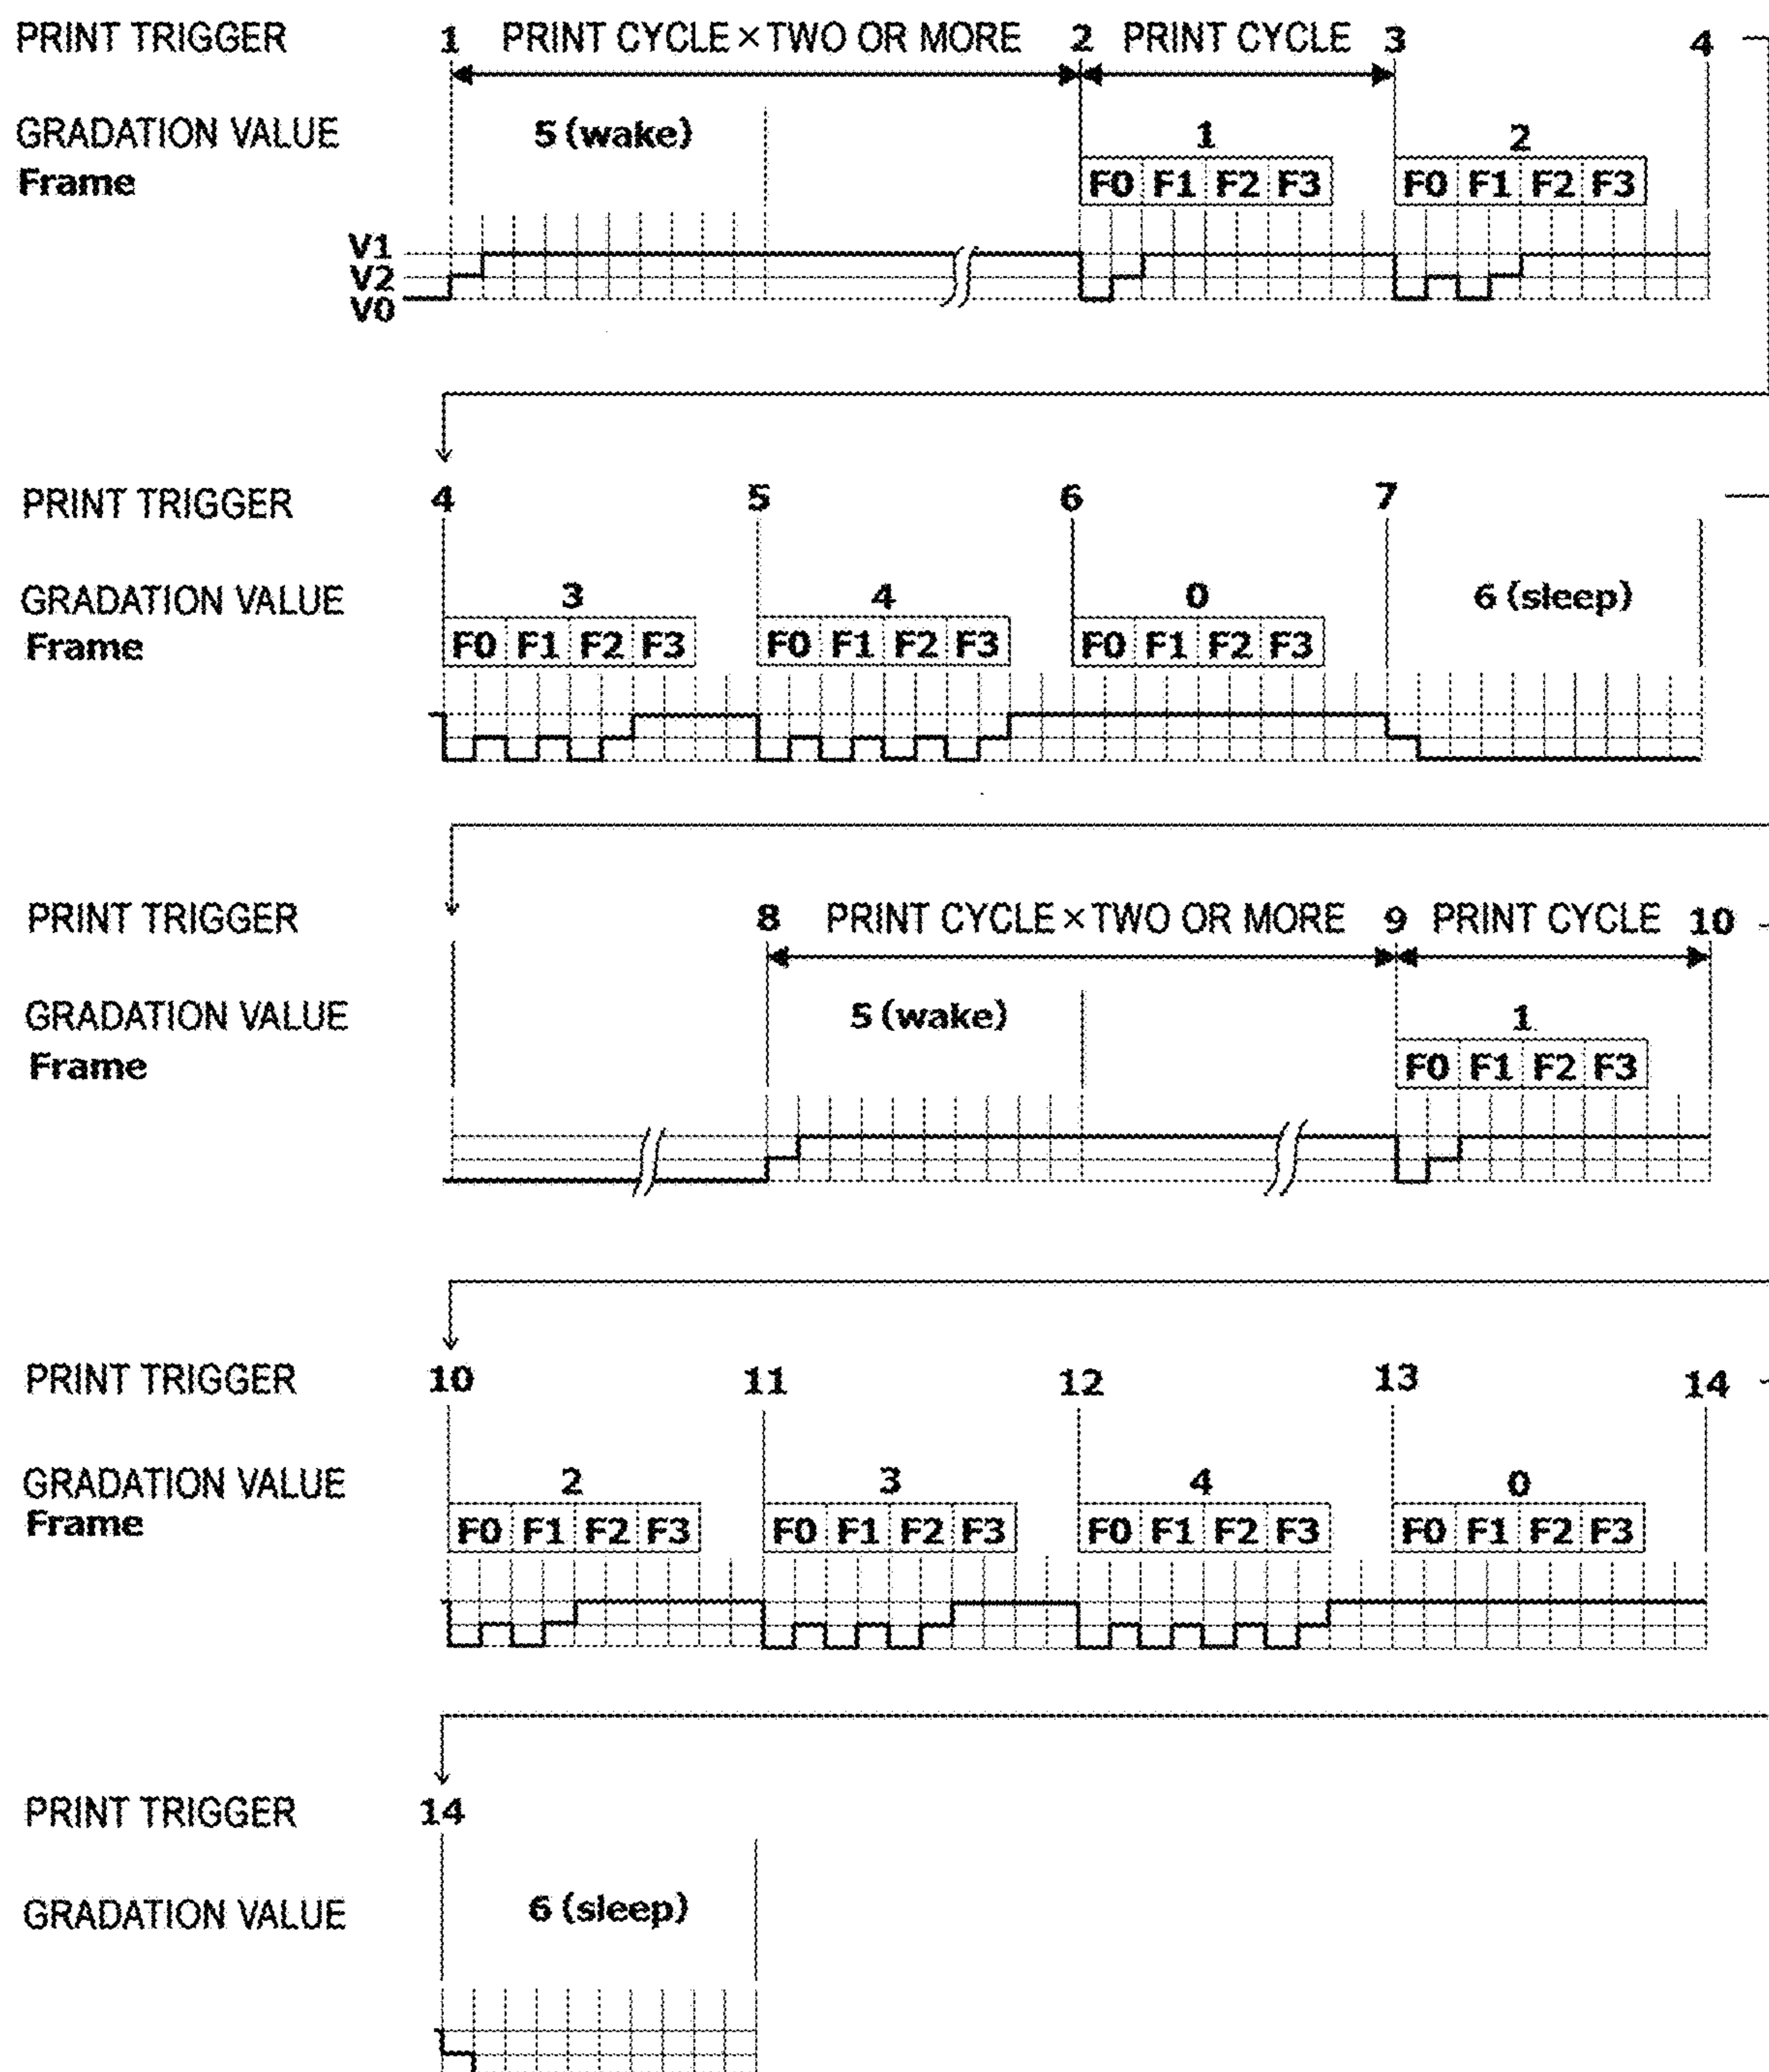 PRINT TRIGGER 1 PRINT CYCLE×TWO OR MORE 2 PRINT CYCLE 3 4
GRADATION VALUE 5 (wake) 1 2
Frame F0 F1 F2 F3 F0 F1 F2 F3
V1
V2
V0
PRINT TRIGGER 4 5 6 7
GRADATION VALUE 3 4 0 6 (sleep)
Frame F0 F1 F2 F3 F0 F1 F2 F3 F0 F1 F2 F3
PRINT TRIGGER 8 PRINT CYCLE×TWO OR MORE 9 PRINT CYCLE 10
GRADATION VALUE 5 (wake) 1
Frame F0 F1 F2 F3
PRINT TRIGGER 10 11 12 13 14
GRADATION VALUE 2 3 4 0
Frame F0 F1 F2 F3 F0 F1 F2 F3 F0 F1 F2 F3 F0 F1 F2 F3
PRINT TRIGGER 14
GRADATION VALUE 6 (sleep)